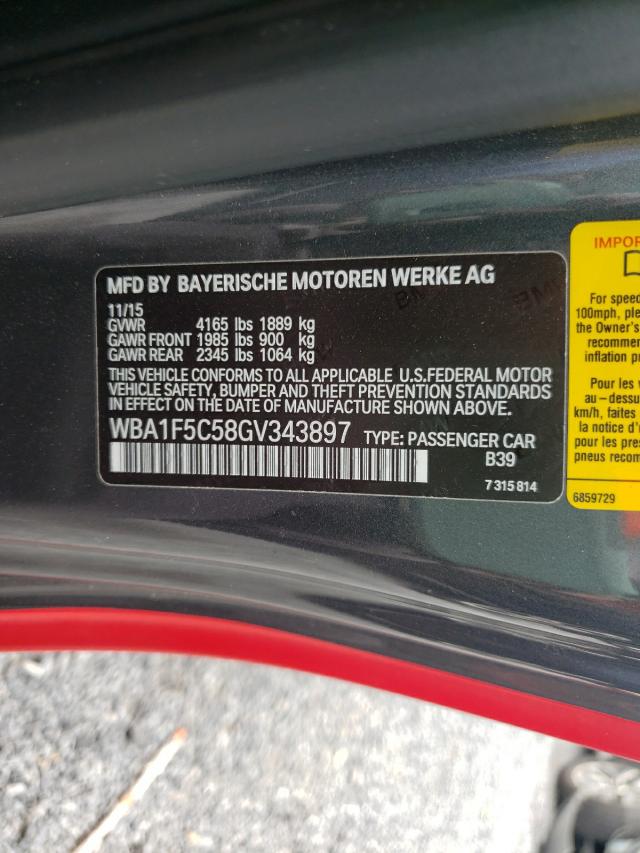 MFD BY BAYERISCHE MOTOREN WERKE AG
11/15
GVWR 4165 lbs 1889 kg
GAWR FRONT 1985 lbs 900 kg
GAWR REAR 2345 lbs 1064 kg
THIS VEHICLE CONFORMS TO ALL APPLICABLE U.S.FEDERAL MOTOR
VEHICLE SAFETY, BUMPER AND THEFT PREVENTION STANDARDS
IN EFFECT ON THE DATE OF MANUFACTURE SHOWN ABOVE.
WBA1F5C58GV343897 TYPE: PASSENGER CAR
B39
7 315 814
IMPOR
For speed
100mph, ple
the Owner's
recommen
inflation pr
Pour les v
au-dessu
km/h, impor
la notice
pour les pres
pneus recom
6859729